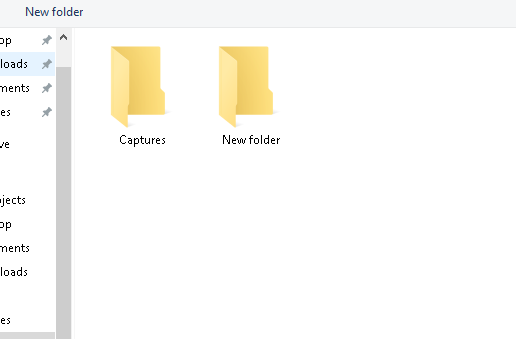 New folder
op
loads
ments
es
ve
jects
op
ments
loads
es
Captures
New folder